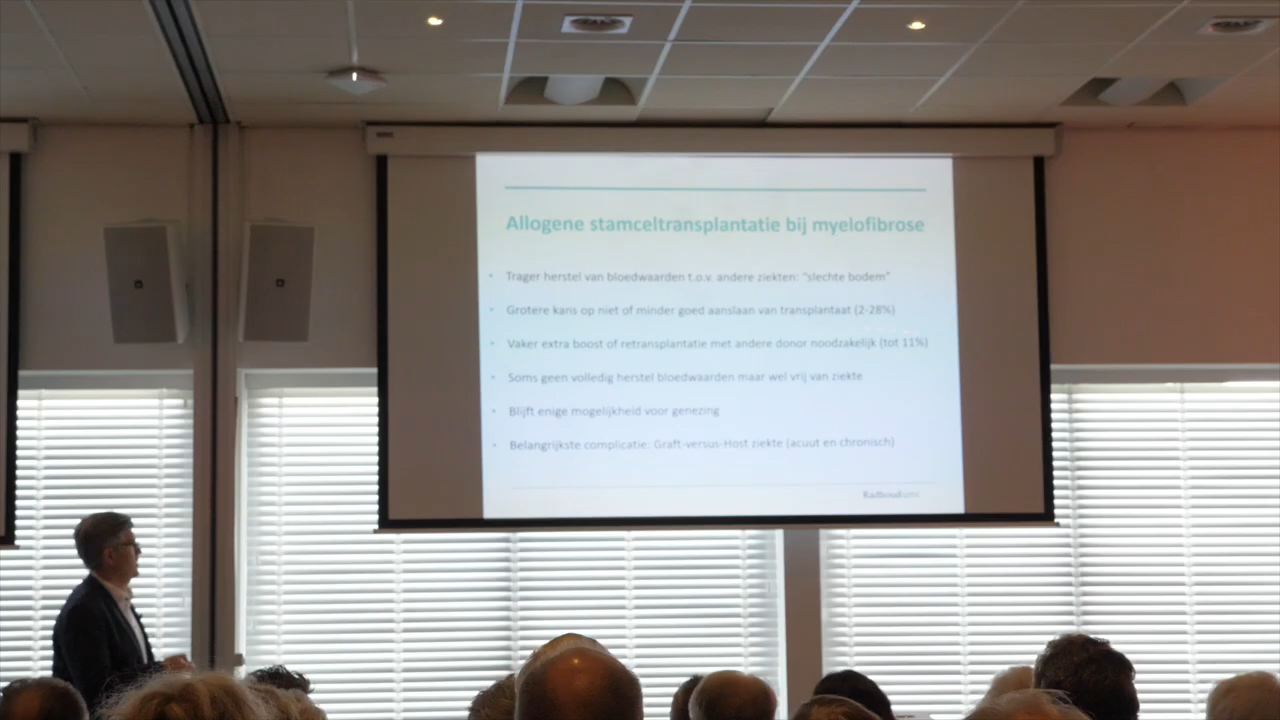 Allogene stamceltransplantatie bij myelofibrose
• Trager herstel van bloedwaarden t.o.v. andere ziekten: "slechte bodem"
• Grotere kans op niet of minder goed aanslaan van transplantaat (2-28%)
• Vaker extra boost of retransplantatie met andere donor noodzakelijk (tot 11%)
• Soms geen volledig herstel bloedwaarden maar wel vrij van ziekte
• Blijft enige mogelijkheid voor genezing
• Belangrijkste complicatie: Graft-versus-Host ziekte (acuut en chronisch)
Radboudumc